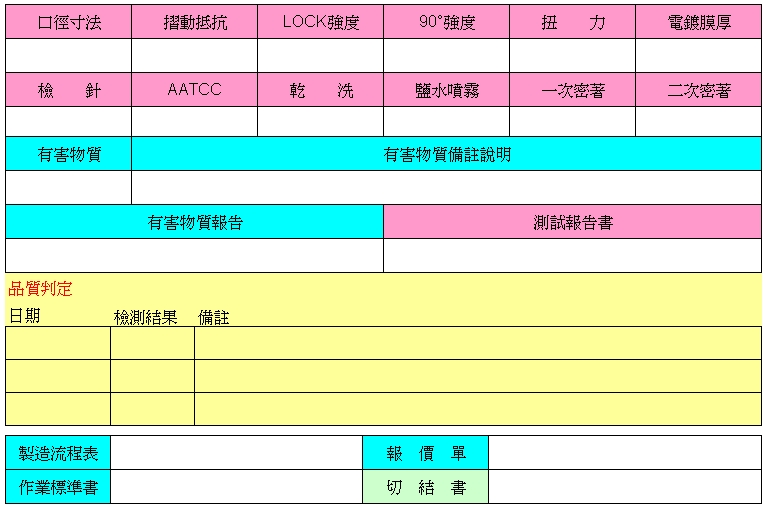 口徑寸法 摺動抵抗 LOCK強度 90°強度 扭　力 電鍍膜厚
檢　針 AATCC 乾　洗 鹽水噴霧 一次密著 二次密著
有害物質 有害物質備註說明
有害物質報告 測試報告書
品質判定
日期 檢測結果 備註
製造流程表 報　價　單
作業標準書 切　結　書